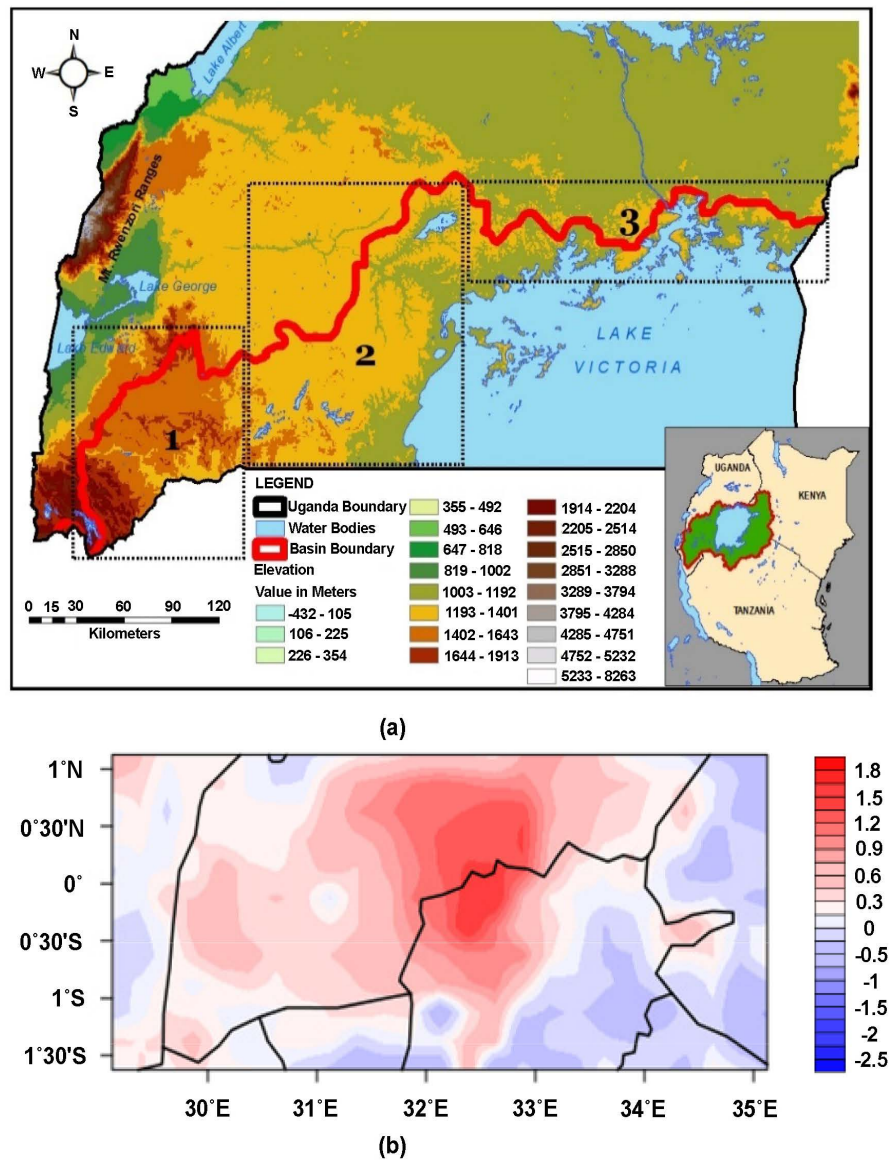 N
W E
S
Lake Albert
Mt Rwenzori Ranges
Lake George
Lake Edward
1
2
3
LAKE
VICTORIA
LEGEND
Uganda Boundary
Water Bodies
Basin Boundary
Elevation
Value in Meters
-432 - 105
106 - 225
226 - 354
355 - 492
493 - 646
647 - 818
819 - 1002
1003 - 1192
1193 - 1401
1402 - 1643
1644 - 1913
1914 - 2204
2205 - 2514
2515 - 2850
2851 - 3288
3289 - 3794
3795 - 4284
4285 - 4751
4752 - 5232
5233 - 8263
0 15 30 60 90 120
Kilometers
UGANDA
KENYA
TANZANIA
(a)
1˚N
0˚30'N
0˚
0˚30'S
1˚S
1˚30'S
30˚E 31˚E 32˚E 33˚E 34˚E 35˚E
1.8
1.5
1.2
0.9
0.6
0.3
0
-0.5
-1
-1.5
-2
-2.5
(b)